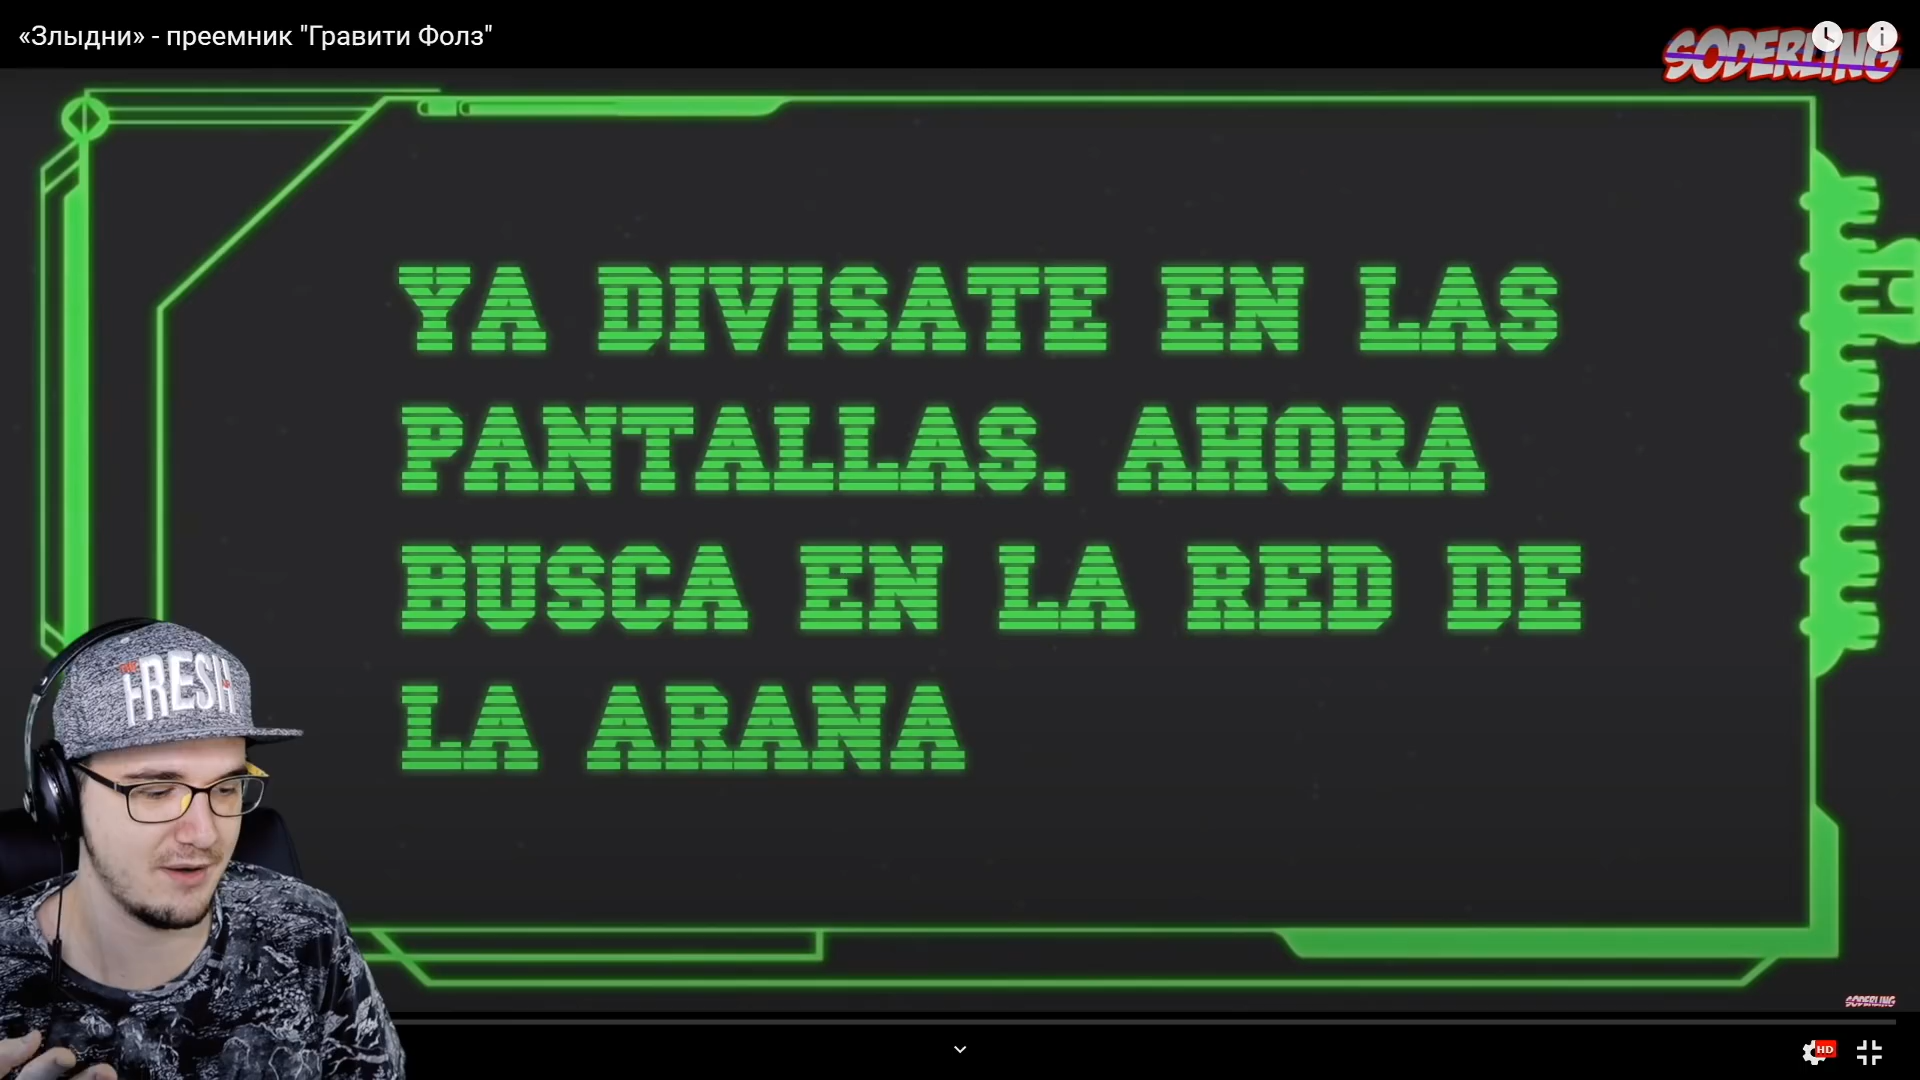 «Злыдни» - преемник "Гравити Фолз"
SODERLING
YA DIVISATE EN LAS
PANTALLAS. AHORA
BUSCA EN LA RED DE
LA ARANA
FRESH
SODERLING
HD